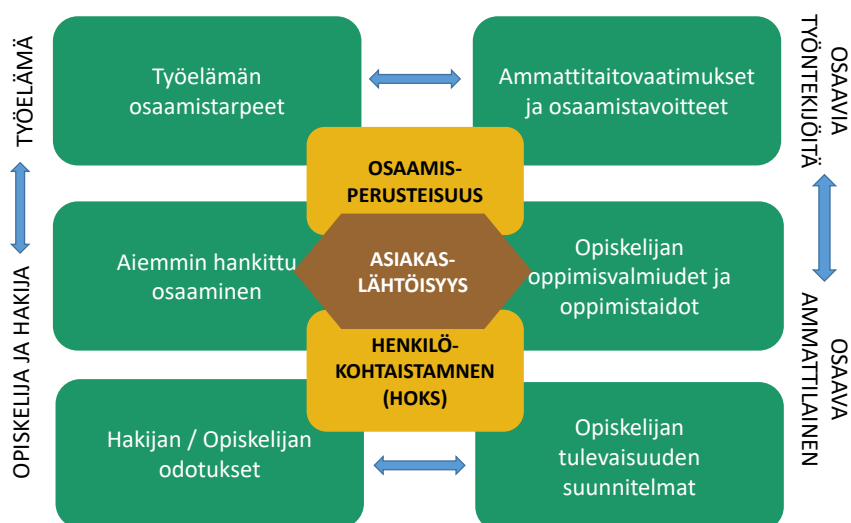 TYÖELÄMÄ
OPISKELIJA JA HAKIJA
Työelämän
osaamistarpeet
Ammattitaitovaatimukset
ja osaamistavoitteet
OSAAMIS-
PERUSTEISUUS
Aiemmin hankittu
osaaminen
ASIAKAS-
LÄHTÖISYYS
Opiskelijan
oppimisvalmiudet ja
oppimistaidot
HENKILÖ-
KOHTAISTAMNEN
(HOKS)
Hakijan / Opiskelijan
odotukset
Opiskelijan
tulevaisuuden
suunnitelmat
OSAAVIA
TYÖNTEKIJÖITÄ
OSAAVA
AMMATTILAINEN